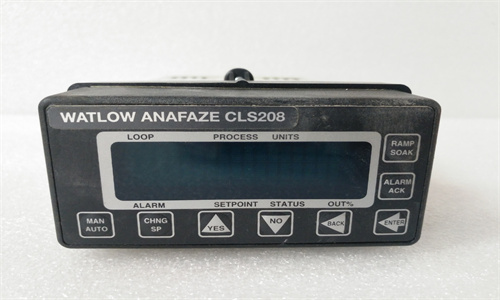 WATLOW ANAFAZE CLS208
LOOP PROCESS UNITS
RAMP
SOAK
ALARM
ACK
ALARM SETPOINT STATUS OUT%
MAN
AUTO
CHNG
SP
YES
NO
BACK
ENTER